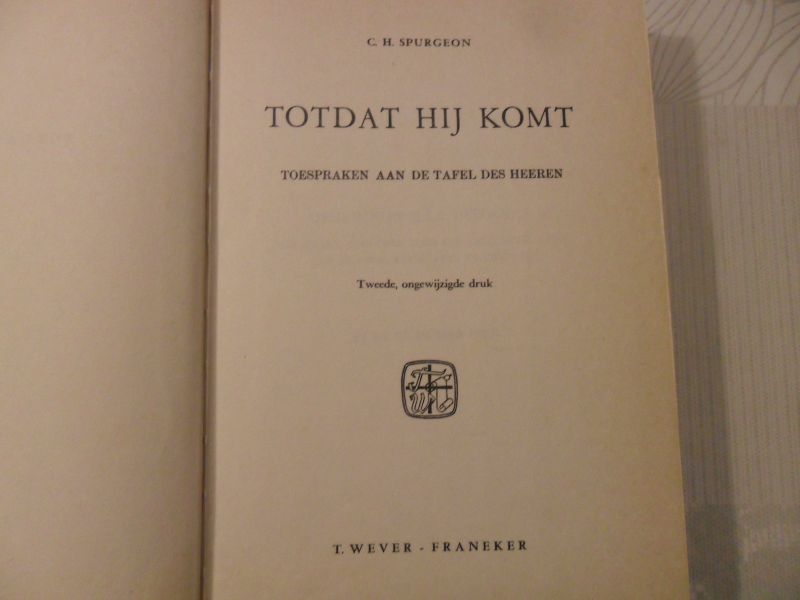 C. H. SPURGEON
TOTDAT HIJ KOMT
TOESPRAKEN AAN DE TAFEL DES HEEREN
Tweede, ongewijzigde druk
T. WEVER - FRANEKER